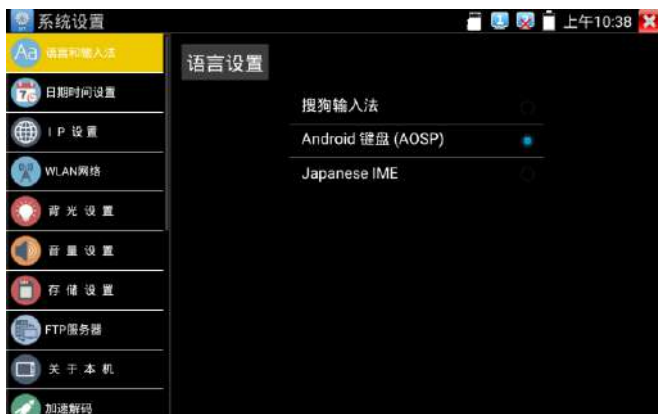 系统设置
上午10:38
Aa 语言和输入法
日期时间设置
IP 设置
WLAN网络
背光设置
音量设置
存储设置
FTP服务器
关于本机
加速解码
语言设置
搜狗输入法
Android 键盘 (AOSP)
Japanese IME